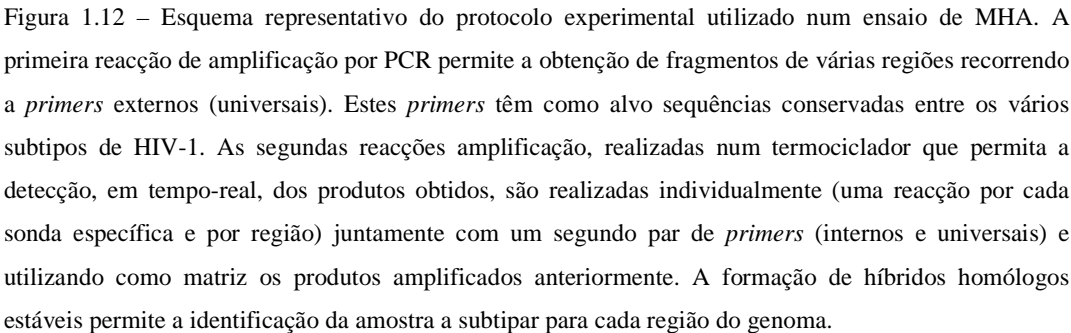 Figura 1.12 – Esquema representativo do protocolo experimental utilizado num ensaio de MHA. A
primeira reacção de amplificação por PCR permite a obtenção de fragmentos de várias regiões recorrendo
a primers externos (universais). Estes primers têm como alvo sequências conservadas entre os vários
subtipos de HIV-1. As segundas reacções amplificação, realizadas num termociclador que permita a
detecção, em tempo-real, dos produtos obtidos, são realizadas individualmente (uma reacção por cada
sonda específica e por região) juntamente com um segundo par de primers (internos e universais) e
utilizando como matriz os produtos amplificados anteriormente. A formação de híbridos homólogos
estáveis permite a identificação da amostra a subtipar para cada região do genoma.